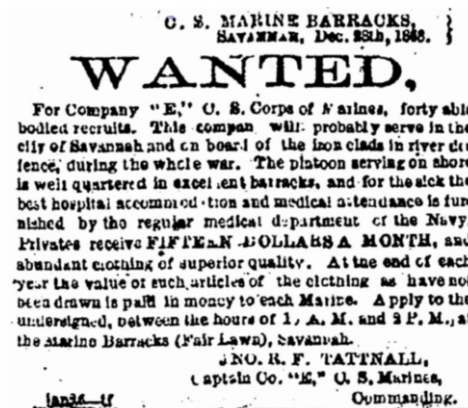 C. S. MARINE BARRACKS,
SAVANNAH, Dec. 28th, 1863.
WANTED,
For Company "E," C. S. Corps of Marines, forty able
bodied recruits. This compan will probably serve in the
city of Savannah and on board of the iron clads in river de
fence, during the whole war. The platoon serving on shore
is well quartered in excellent barracks, and for the sick the
best hospital accommodation and medical attendance is fur
nished by the regular medical department of the Navy.
Privates receive FIFTEEN DOLLARS A MONTH, and
abundant clothing of superior quality. At the end of each
year the value of such articles of the clothing as have not
been drawn is paid in money to each Marine. Apply to the
undersigned, between the hours of A. M. and 2 P. M., at
the Marine Barracks (Fair Lawn), Savannah.
JNO. R. F. TATTNALL,
Captain Co. "E," C. S. Marines,
Commanding.